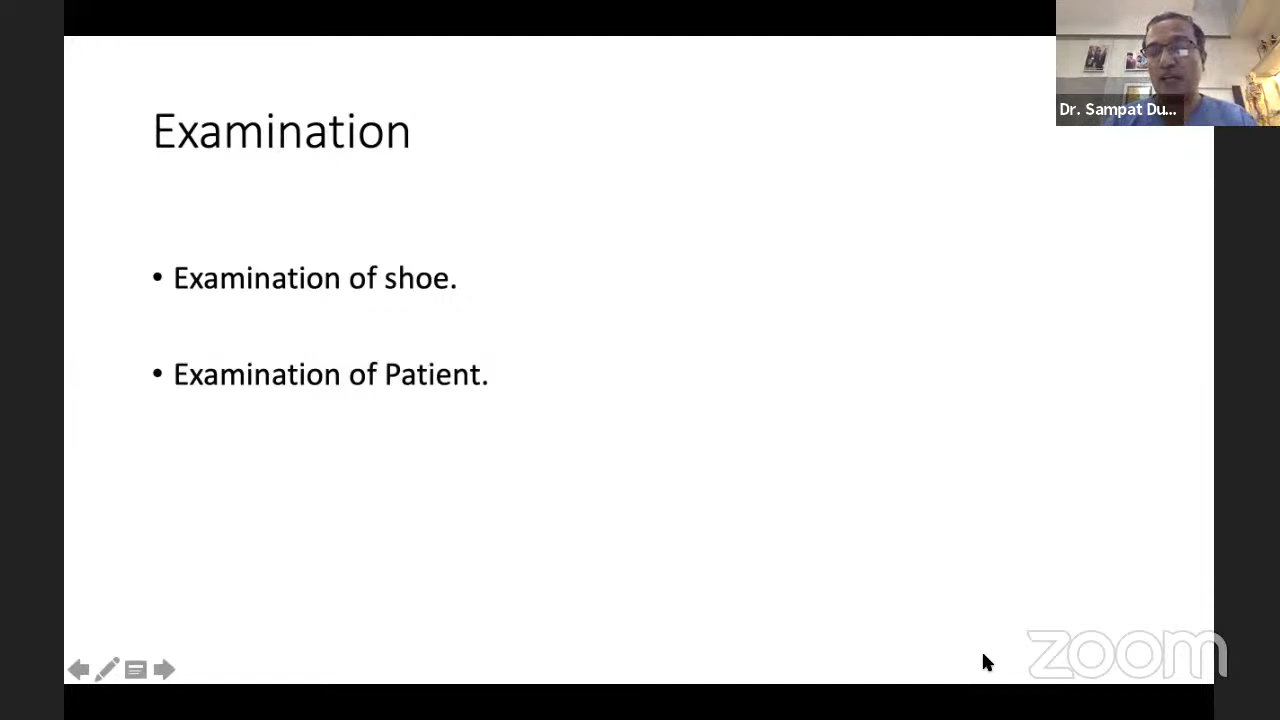 Examination
• Examination of shoe.
• Examination of Patient.
Dr. Sampat Du...
zoom